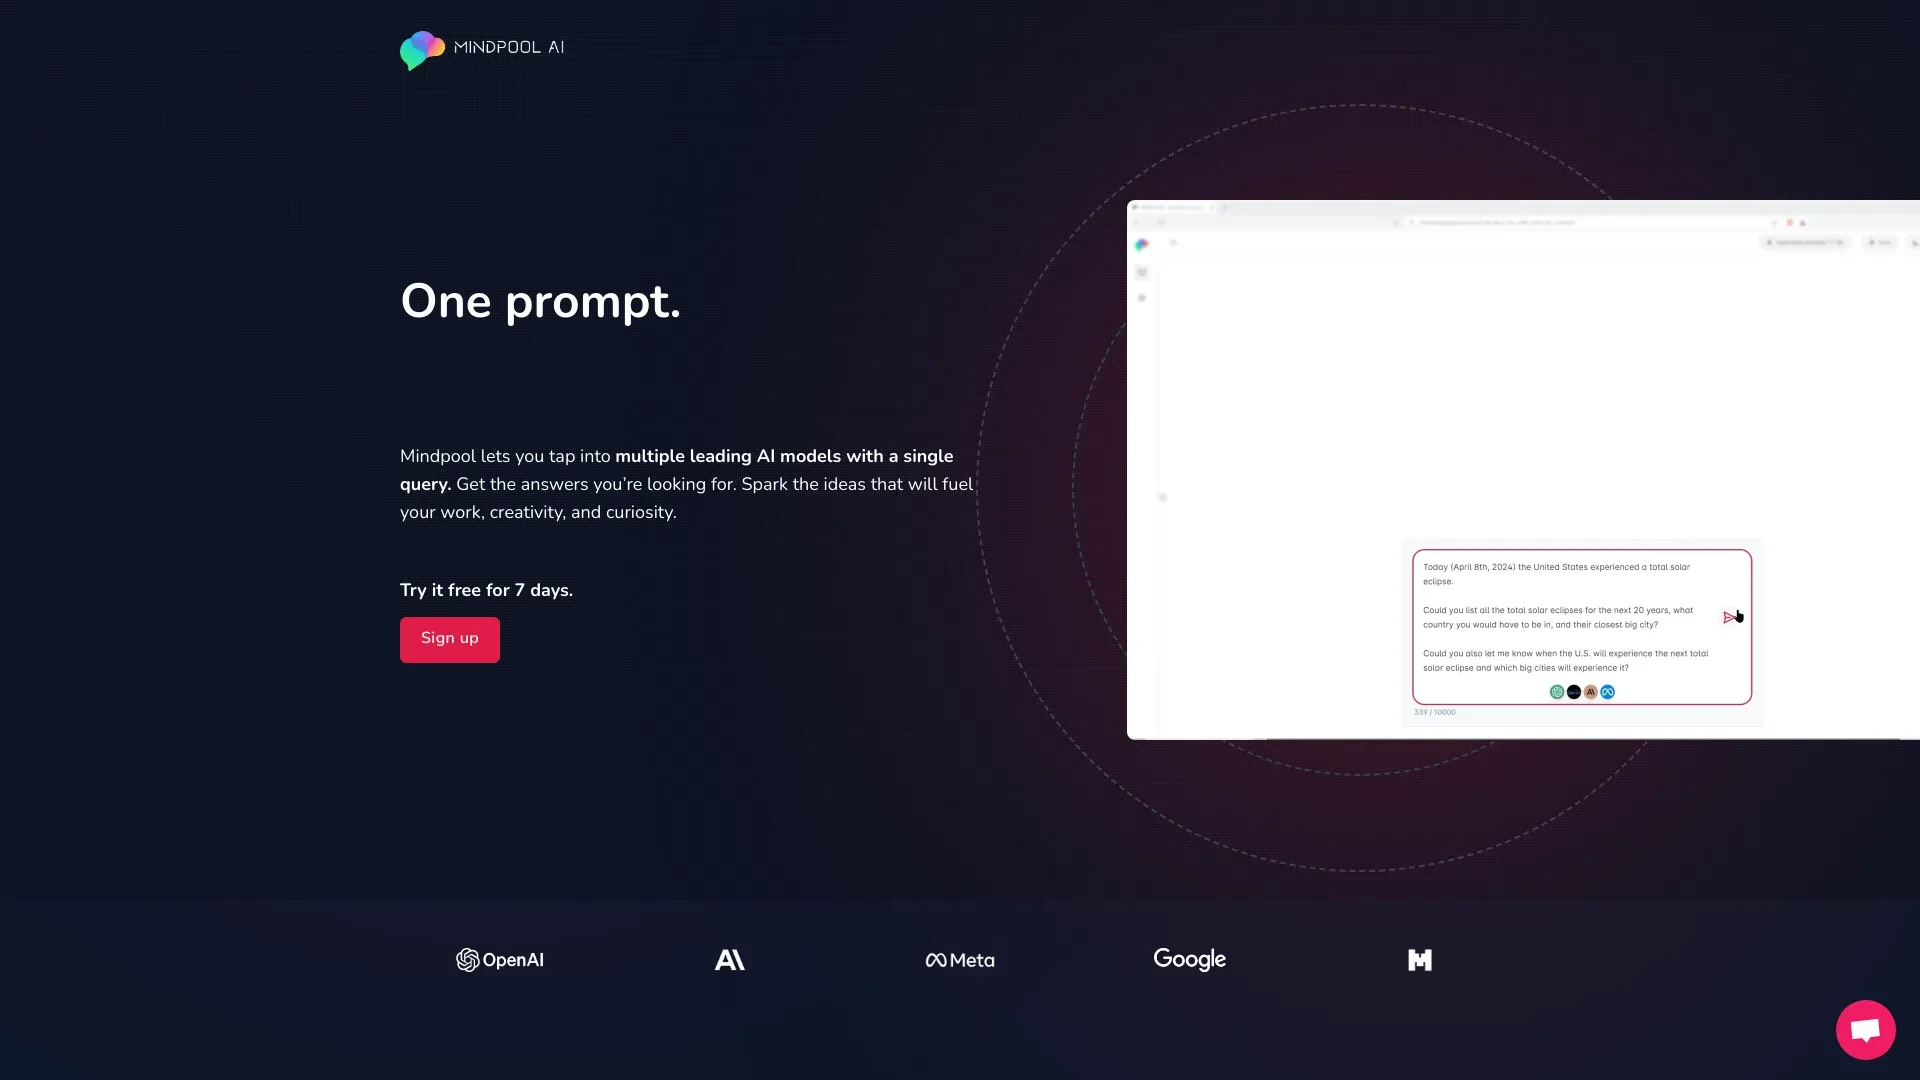 MINDPOOL AI
One prompt.
Mindpool lets you tap into multiple leading AI models with a single
query. Get the answers you’re looking for. Spark the ideas that will fuel
your work, creativity, and curiosity.
Try it free for 7 days.
Sign up
Today (April 8th, 2024) the United States experienced a total solar
eclipse.
Could you list all the total solar eclipses for the next 20 years, what
country you would have to be in, and their closest big city?
Could you also let me know when the U.S. will experience the next total
solar eclipse and which big cities will experience it?
339 / 10000
OpenAI
Meta
Google